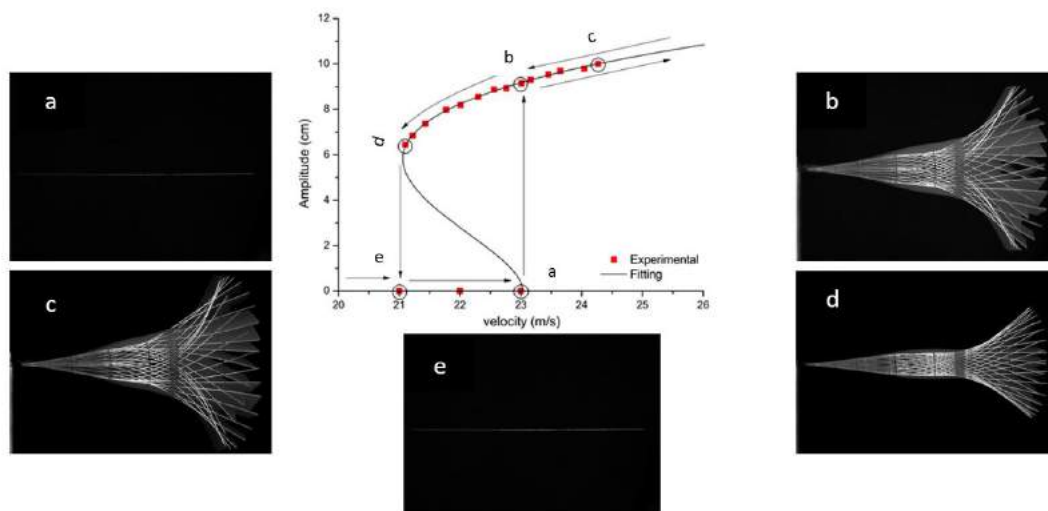 a
b
c
d
e
12
10
8
6
4
2
0
Amplitude (cm)
20
21
22
23
24
25
26
velocity (m/s)
c
b
d
e
a
Experimental
Fitting